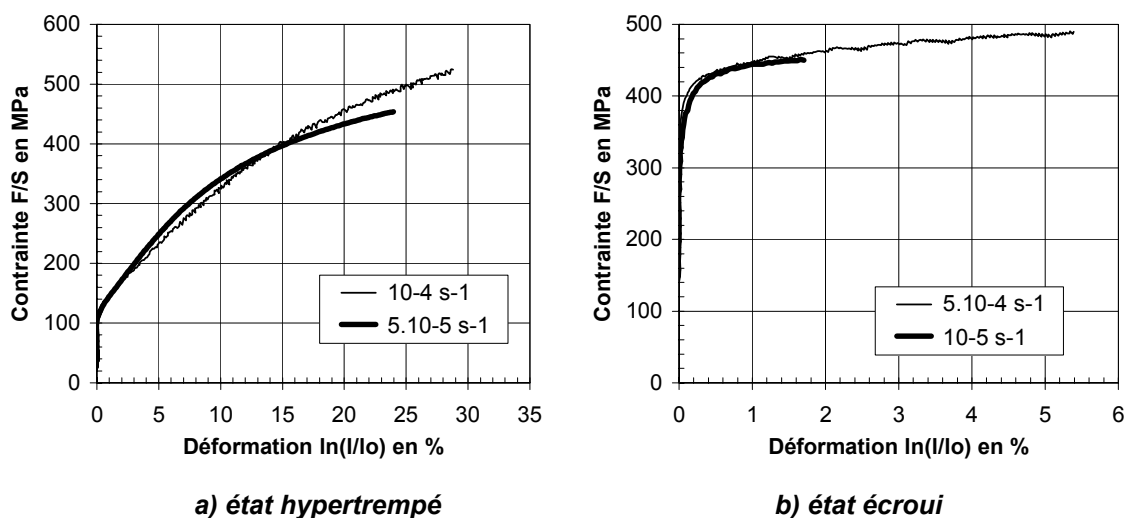 600
500
400
300
200
100
0
Contrainte F/S en MPa
10-4 s-1
5.10-5 s-1
0 5 10 15 20 25 30 35
Déformation ln(l/lo) en %
a) état hypertrempé
500
400
300
200
100
0
Contrainte F/S en MPa
5.10-4 s-1
10-5 s-1
0 1 2 3 4 5 6
Déformation ln(l/lo) en %
b) état écroui